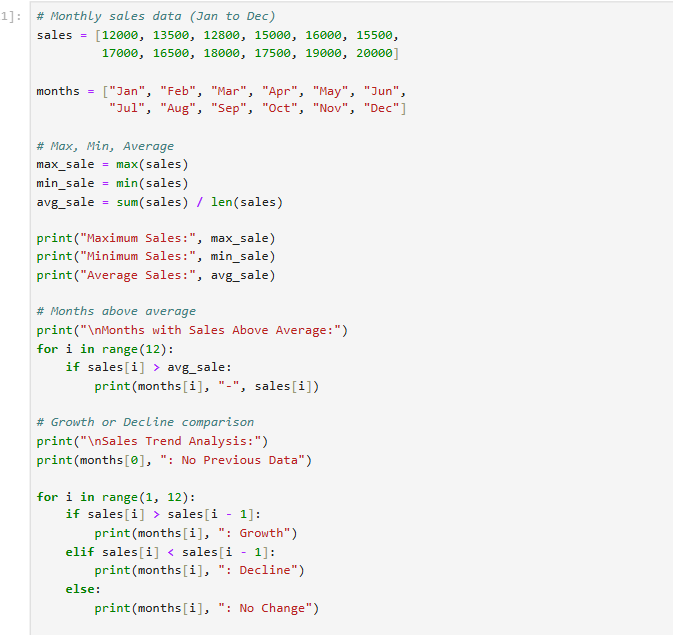 1]:
# Monthly sales data (Jan to Dec)
sales = [12000, 13500, 12800, 15000, 16000, 15500,
         17000, 16500, 18000, 17500, 19000, 20000]

months = ["Jan", "Feb", "Mar", "Apr", "May", "Jun",
          "Jul", "Aug", "Sep", "Oct", "Nov", "Dec"]

# Max, Min, Average
max_sale = max(sales)
min_sale = min(sales)
avg_sale = sum(sales) / len(sales)

print("Maximum Sales:", max_sale)
print("Minimum Sales:", min_sale)
print("Average Sales:", avg_sale)

# Months above average
print("\nMonths with Sales Above Average:")
for i in range(12):
    if sales[i] > avg_sale:
        print(months[i], "-", sales[i])

# Growth or Decline comparison
print("\nSales Trend Analysis:")
print(months[0], ": No Previous Data")

for i in range(1, 12):
    if sales[i] > sales[i - 1]:
        print(months[i], ": Growth")
    elif sales[i] < sales[i - 1]:
        print(months[i], ": Decline")
    else:
        print(months[i], ": No Change")